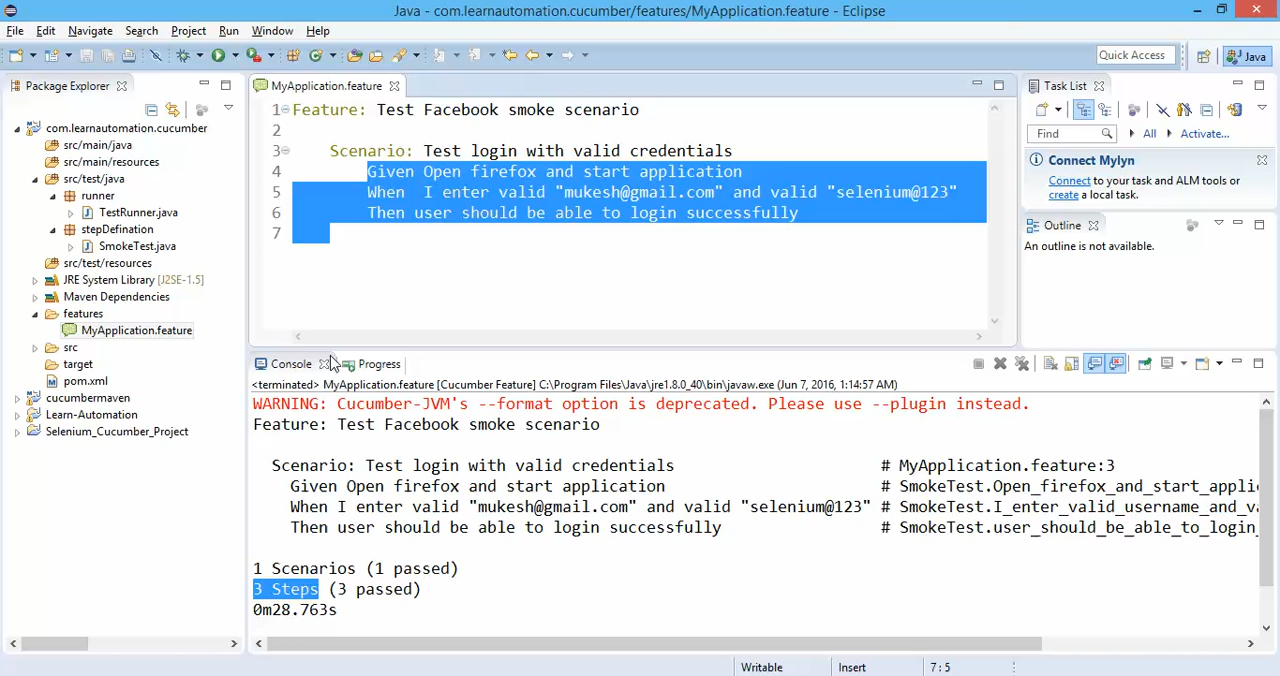 Java - com.learnautomation.cucumber/features/MyApplication.feature - Eclipse
File Edit Navigate Search Project Run Window Help
Quick Access
Java
Package Explorer
com.learnautomation.cucumber
src/main/java
src/main/resources
src/test/java
runner
TestRunner.java
stepDefination
SmokeTest.java
src/test/resources
JRE System Library [J2SE-1.5]
Maven Dependencies
features
MyApplication.feature
src
target
pom.xml
cucumbermaven
Learn-Automation
Selenium_Cucumber_Project
MyApplication.feature
1 Feature: Test Facebook smoke scenario
2
3 Scenario: Test login with valid credentials
4 Given Open firefox and start application
5 When  I enter valid "mukesh@gmail.com" and valid "selenium@123"
6 Then user should be able to login successfully
7
Task List
Find All Activate...
Connect Mylyn
Connect to your task and ALM tools or
create a local task.
Outline
An outline is not available.
Console Progress
<terminated> MyApplication.feature [Cucumber Feature] C:\Program Files\Java\jre1.8.0_40\bin\javaw.exe (Jun 7, 2016, 1:14:57 AM)
WARNING: Cucumber-JVM's --format option is deprecated. Please use --plugin instead.
Feature: Test Facebook smoke scenario
Scenario: Test login with valid credentials # MyApplication.feature:3
Given Open firefox and start application # SmokeTest.Open_firefox_and_start_appli
When I enter valid "mukesh@gmail.com" and valid "selenium@123" # SmokeTest.I_enter_valid_username_and_va
Then user should be able to login successfully # SmokeTest.user_should_be_able_to_login_
1 Scenarios (1 passed)
3 Steps (3 passed)
0m28.763s
Writable Insert 7 : 5